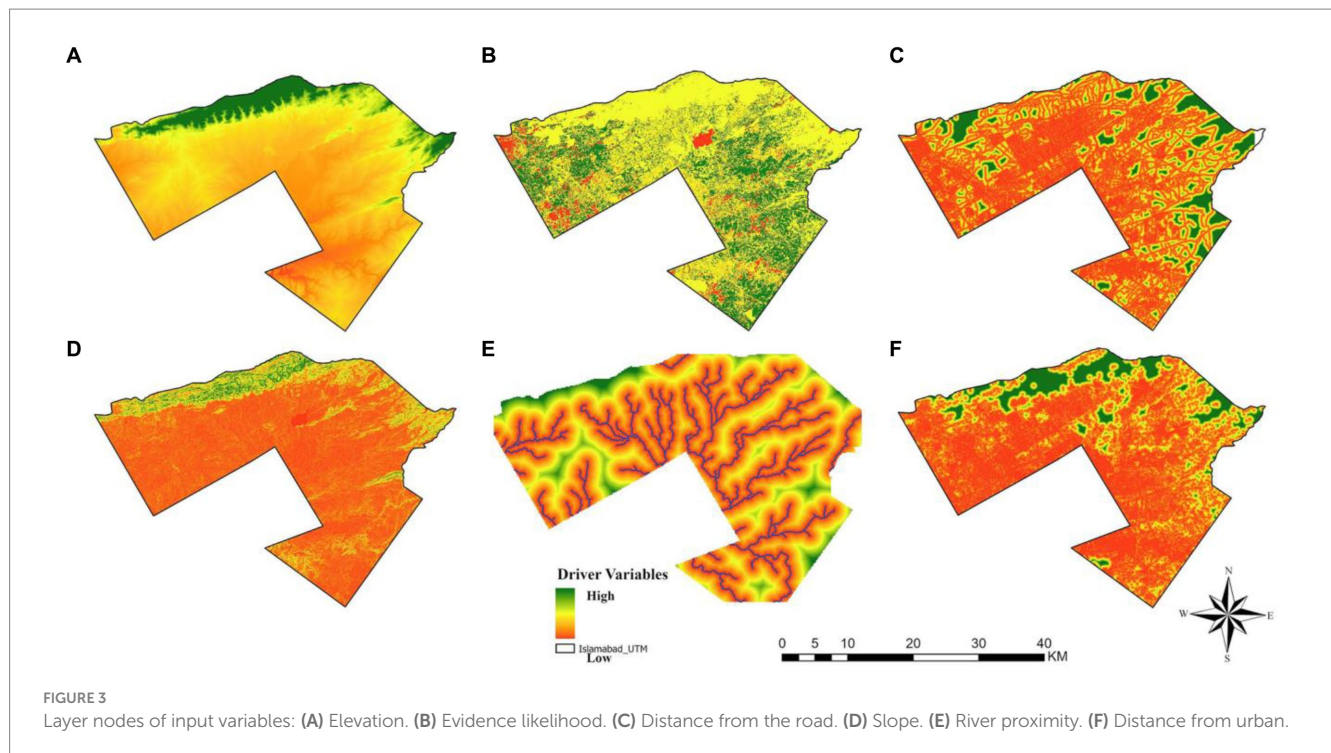 A
B
C
D
E
F
Driver Variables
High
Islamabad_UTM
Low
N
W
E
S
0 5 10 20 30 40
KM
FIGURE 3
Layer nodes of input variables: (A) Elevation. (B) Evidence likelihood. (C) Distance from the road. (D) Slope. (E) River proximity. (F) Distance from urban.